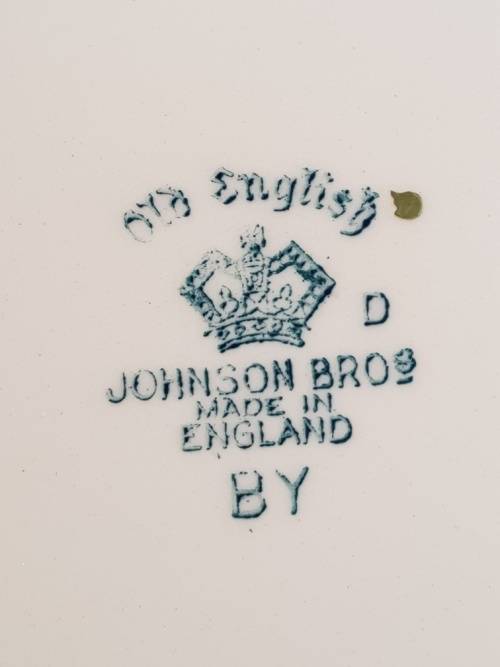 Old English
D
JOHNSON BROS
MADE IN
ENGLAND
BY